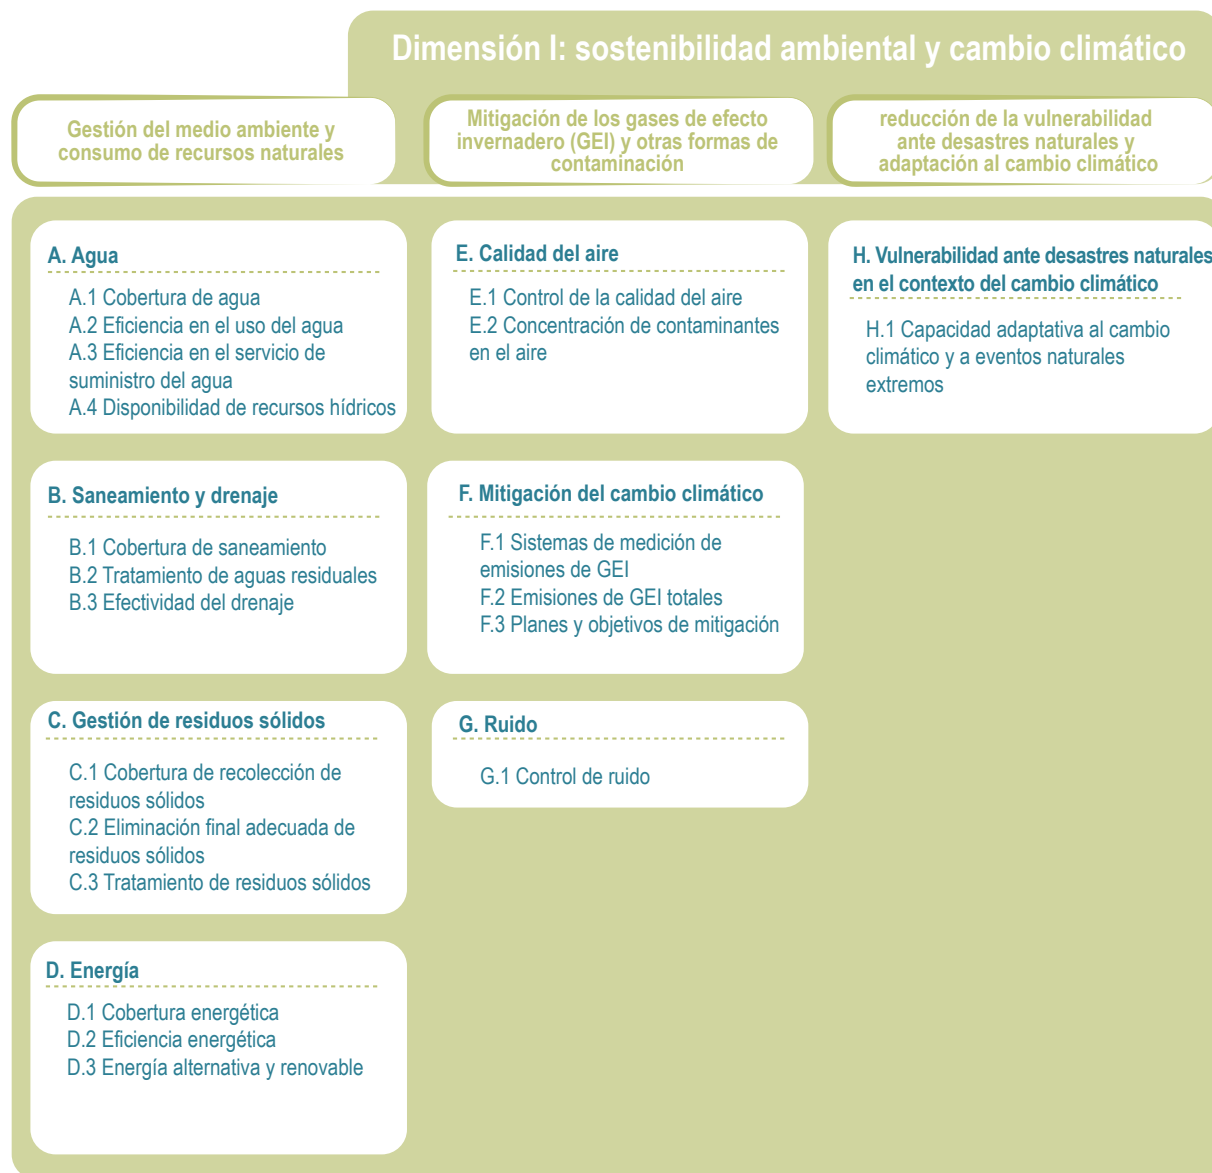 Dimensión I: sostenibilidad ambiental y cambio climático
Gestión del medio ambiente y
consumo de recursos naturales
Mitigación de los gases de efecto
invernadero (GEI) y otras formas de
contaminación
reducción de la vulnerabilidad
ante desastres naturales y
adaptación al cambio climático
A. Agua
A.1 Cobertura de agua
A.2 Eficiencia en el uso del agua
A.3 Eficiencia en el servicio de
suministro del agua
A.4 Disponibilidad de recursos hídricos
B. Saneamiento y drenaje
B.1 Cobertura de saneamiento
B.2 Tratamiento de aguas residuales
B.3 Efectividad del drenaje
C. Gestión de residuos sólidos
C.1 Cobertura de recolección de
residuos sólidos
C.2 Eliminación final adecuada de
residuos sólidos
C.3 Tratamiento de residuos sólidos
D. Energía
D.1 Cobertura energética
D.2 Eficiencia energética
D.3 Energía alternativa y renovable
E. Calidad del aire
E.1 Control de la calidad del aire
E.2 Concentración de contaminantes
en el aire
F. Mitigación del cambio climático
F.1 Sistemas de medición de
emisiones de GEI
F.2 Emisiones de GEI totales
F.3 Planes y objetivos de mitigación
G. Ruido
G.1 Control de ruido
H. Vulnerabilidad ante desastres naturales
en el contexto del cambio climático
H.1 Capacidad adaptativa al cambio
climático y a eventos naturales
extremos